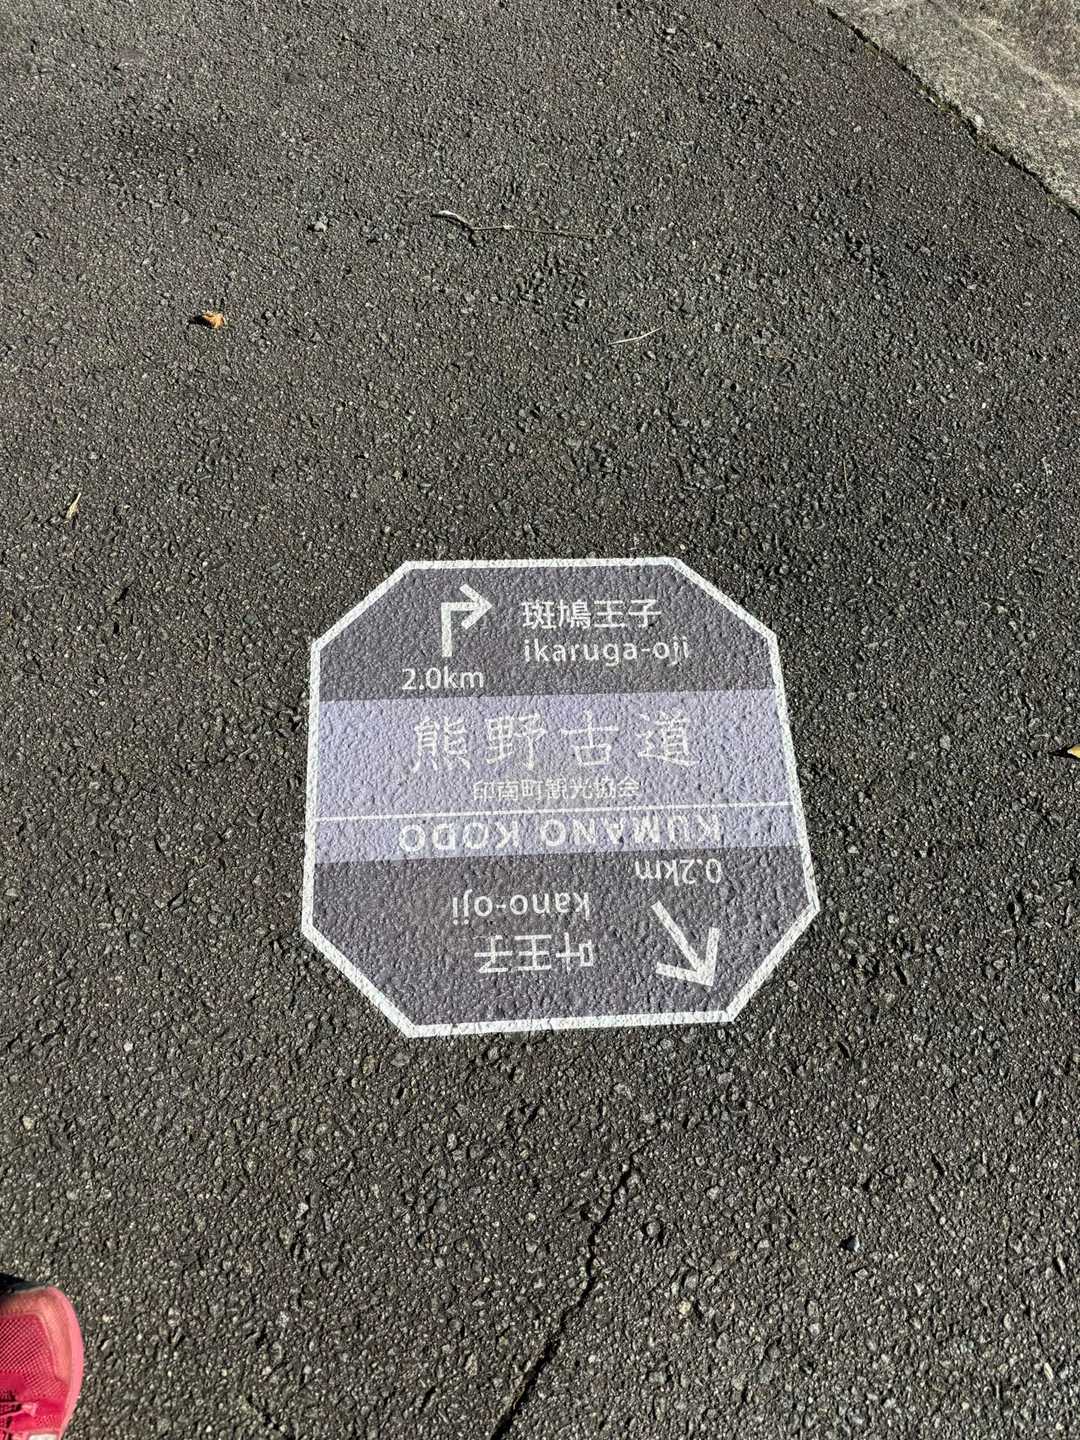 斑鳩王子
ikaruga-oji
2.0km
熊野古道
印南町観光協会
KUMANO KODO
0.2km
kano-oji
叶王子